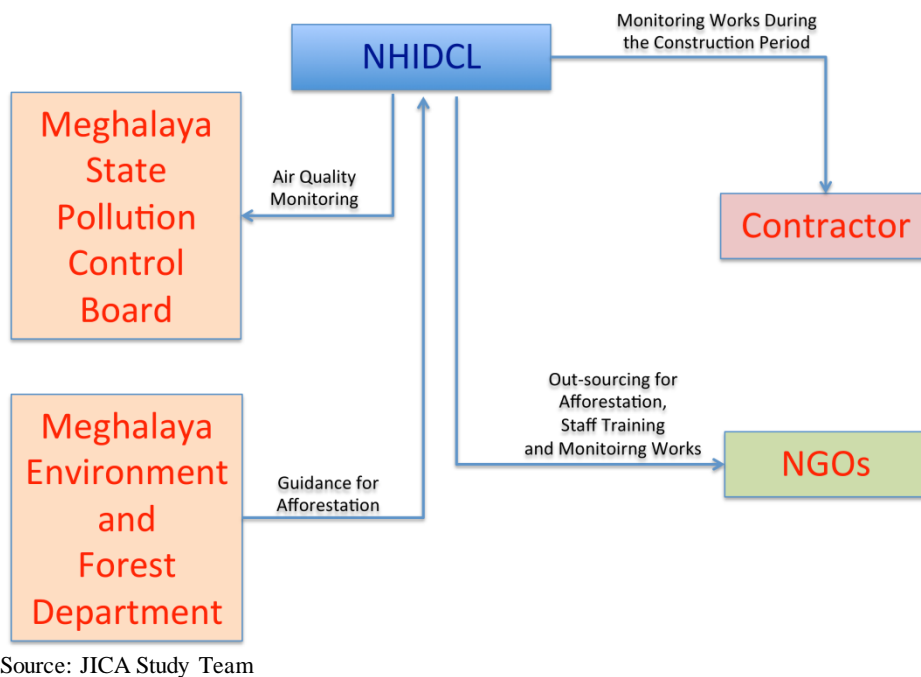 Monitoring Works During
the Construction Period
NHIDCL
Meghalaya
State
Pollution
Control
Board
Air Quality
Monitoring
Contractor
Out-sourcing for
Afforestation,
Staff Training
and Monitoirng Works
NGOs
Meghalaya
Environment
and
Forest
Department
Guidance for
Afforestation
Source: JICA Study Team